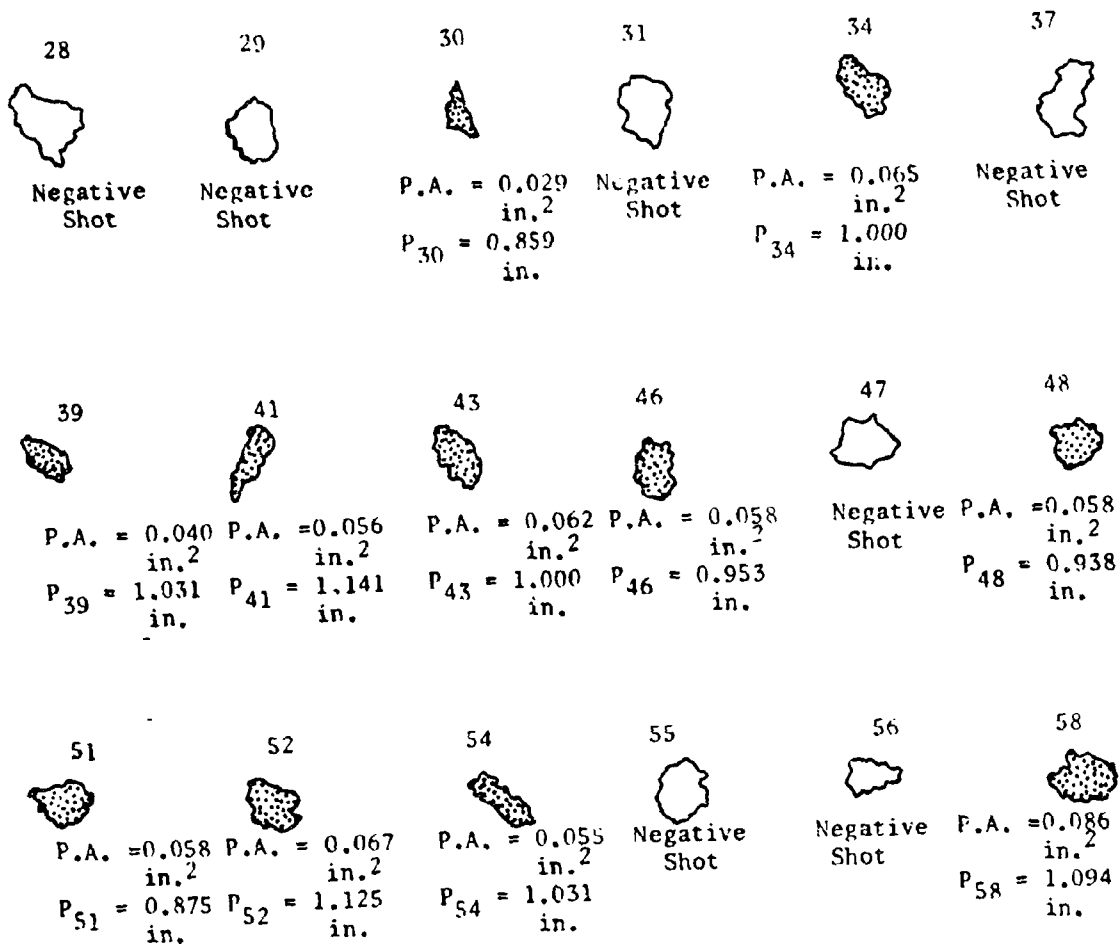 28 29 30 31 34 37
Negative Shot
Negative Shot
P.A. = 0.029 in.2
P30 = 0.859 in.
Negative Shot
P.A. = 0.065 in.2
P34 = 1.000 in.
Negative Shot
39 41 43 46 47 48
P.A. = 0.040 in.2
P39 = 1.031 in.
P.A. =0.056 in.2
P41 = 1.141 in.
P.A. = 0.062 in.2
P43 = 1.000 in.
P.A. = 0.058 in.2
P46 = 0.953 in.
Negative Shot
P.A. =0.058 in.2
P48 = 0.938 in.
51 52 54 55 56 58
P.A. =0.058 in.2
P51 = 0.875 in.
P.A. = 0.067 in.2
P52 = 1.125 in.
P.A. = 0.055 in.2
P54 = 1.031 in.
Negative Shot
Negative Shot
P.A. =0.086 in.2
P58 = 1.094 in.